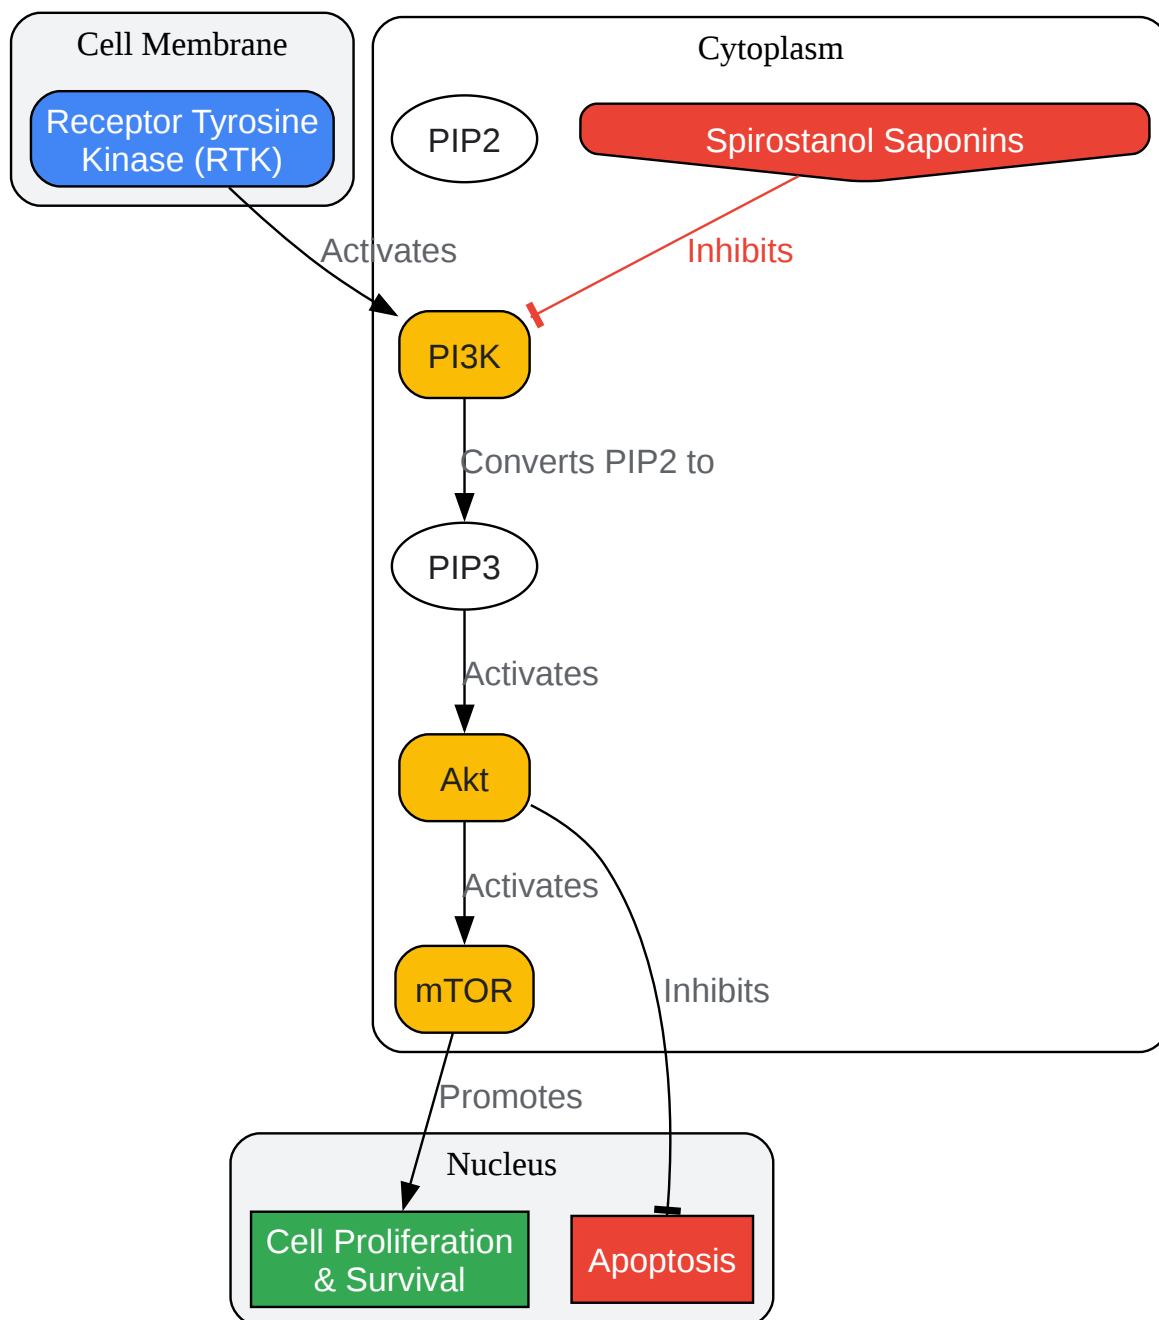 Cell Membrane
Cytoplasm
Receptor Tyrosine
Kinase (RTK)
PIP2
Spirostanol Saponins
Activates
Inhibits
PI3K
Converts PIP2 to
PIP3
Activates
Akt
Activates
mTOR
Inhibits
Promotes
Nucleus
Cell Proliferation
& Survival
Apoptosis